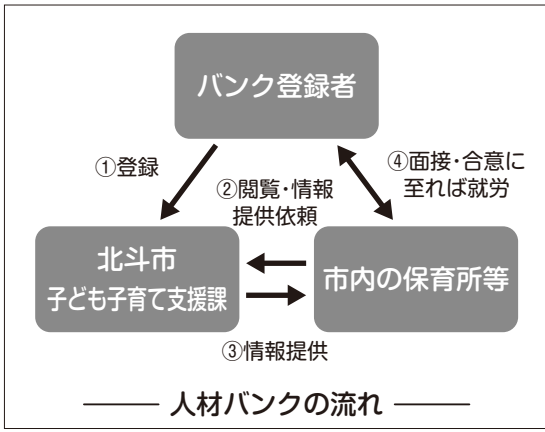 バンク登録者
①登録
④面接・合意に
至れば就労
②閲覧・情報
提供依頼
北斗市
子ども子育て支援課
市内の保育所等
③情報提供
人材バンクの流れ